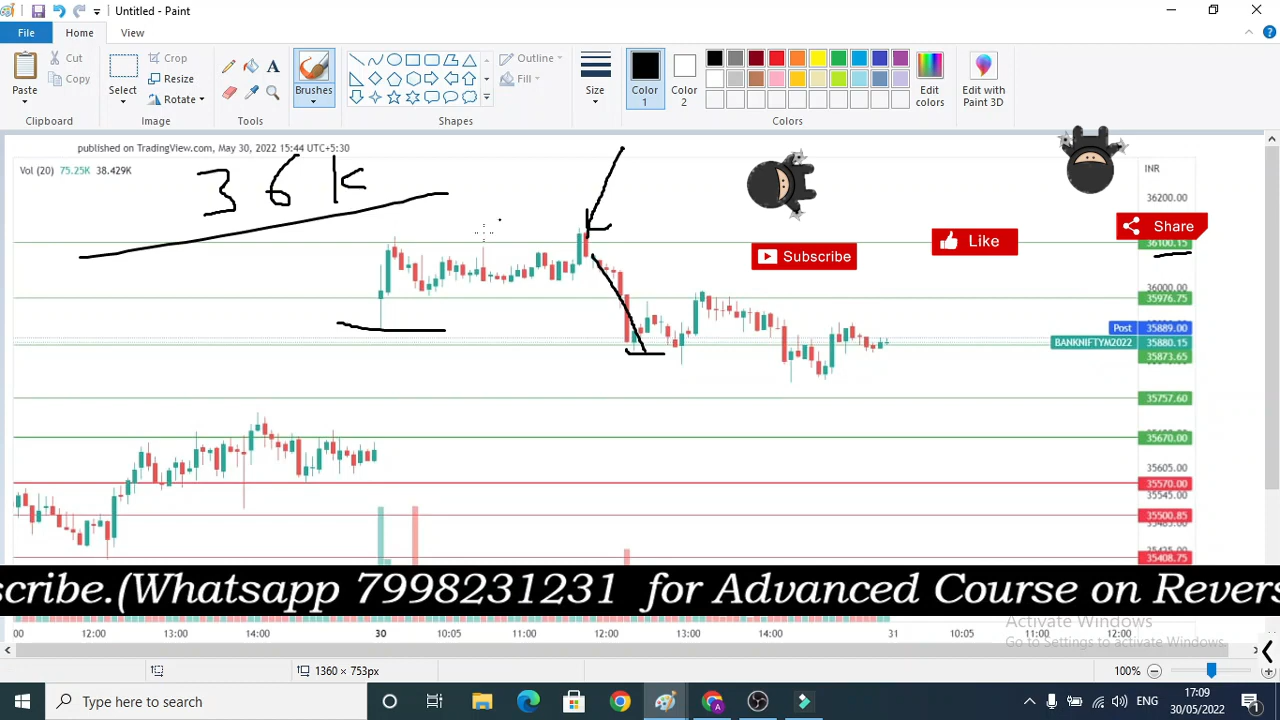 Untitled - Paint
File Home View
Paste
Cut
Copy
Clipboard
Select
Crop
Resize
Rotate
Image
Tools
Brushes
Outline
Fill
Shapes
Size
Color 1
Color 2
Edit colors
Colors
Edit with Paint 3D
published on TradingView.com, May 30, 2022 15:44 UTC+5:30
Vol (20) 75.25K 38.429K
36K
INR
36200.00
Share
Like
Subscribe
36100.15
36000.00
35976.75
Post 35889.00
BANKNIFTYM2022 35880.15
35873.65
35757.60
35670.00
35605.00
35570.00
35545.00
35500.85
35408.75
scribe.(Whatsapp 7998231231 for Advanced Course on Revers
Activate Windows
Go to Settings to activate Windows.
:00 12:00 13:00 14:00 30 10:05 11:00 12:00 13:00 14:00 31 10:05 11:00 12:00
1360 × 753px
100%
Type here to search
ENG
17:09
30/05/2022
1